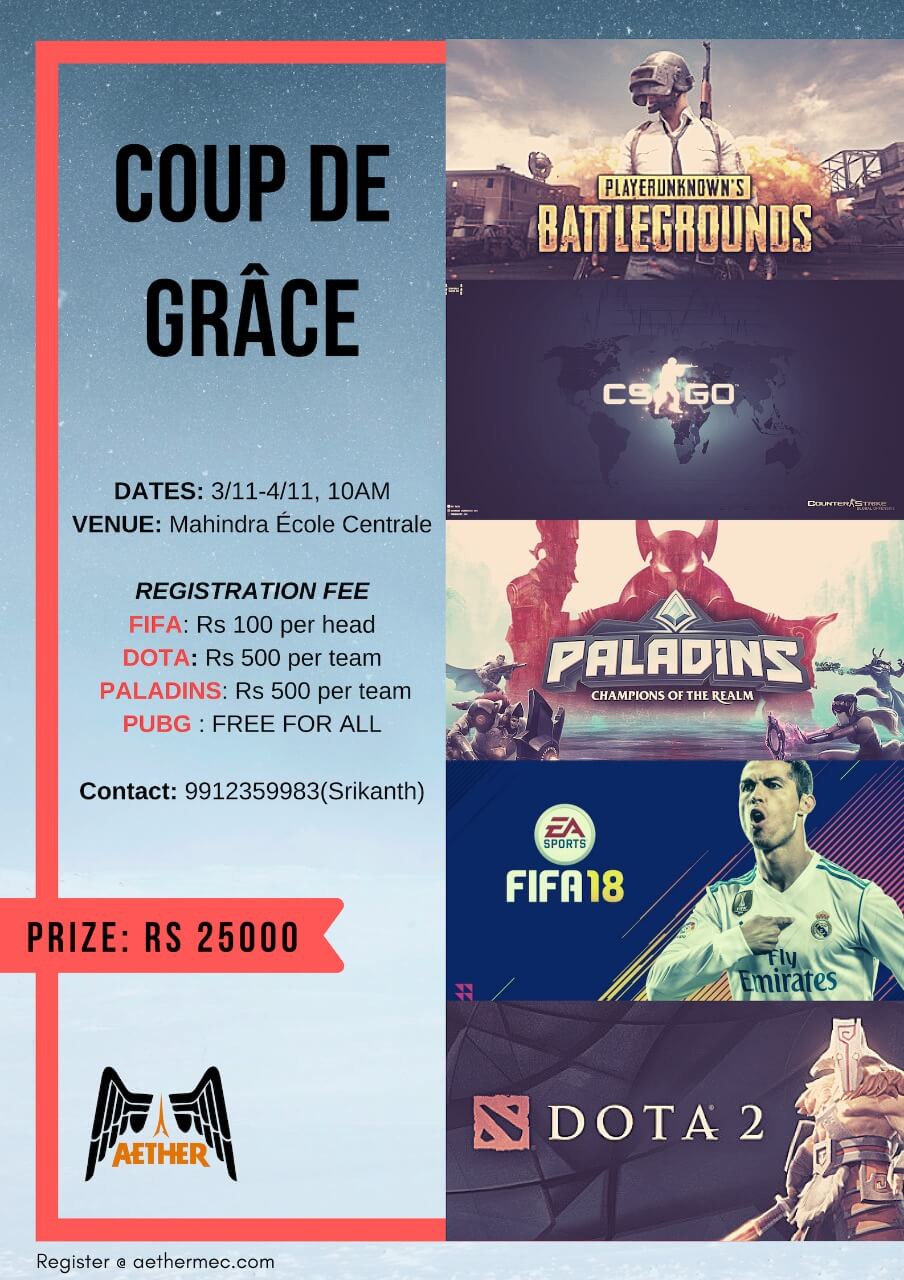 COUP DE
GRÂCE
DATES: 3/11-4/11, 10AM
VENUE: Mahindra École Centrale
REGISTRATION FEE
FIFA: Rs 100 per head
DOTA: Rs 500 per team
PALADINS: Rs 500 per team
PUBG : FREE FOR ALL
Contact: 9912359983(Srikanth)
PRIZE: RS 25000
AETHER
Register @ aethermec.com
PLAYERUNKNOWN'S
BATTLEGROUNDS
CS GO™
COUNTER STRIKE
GLOBAL OFFENSIVE
PALADINS
CHAMPIONS OF THE REALM
EA
SPORTS
FIFA18
Fly
Emirates
DOTA 2